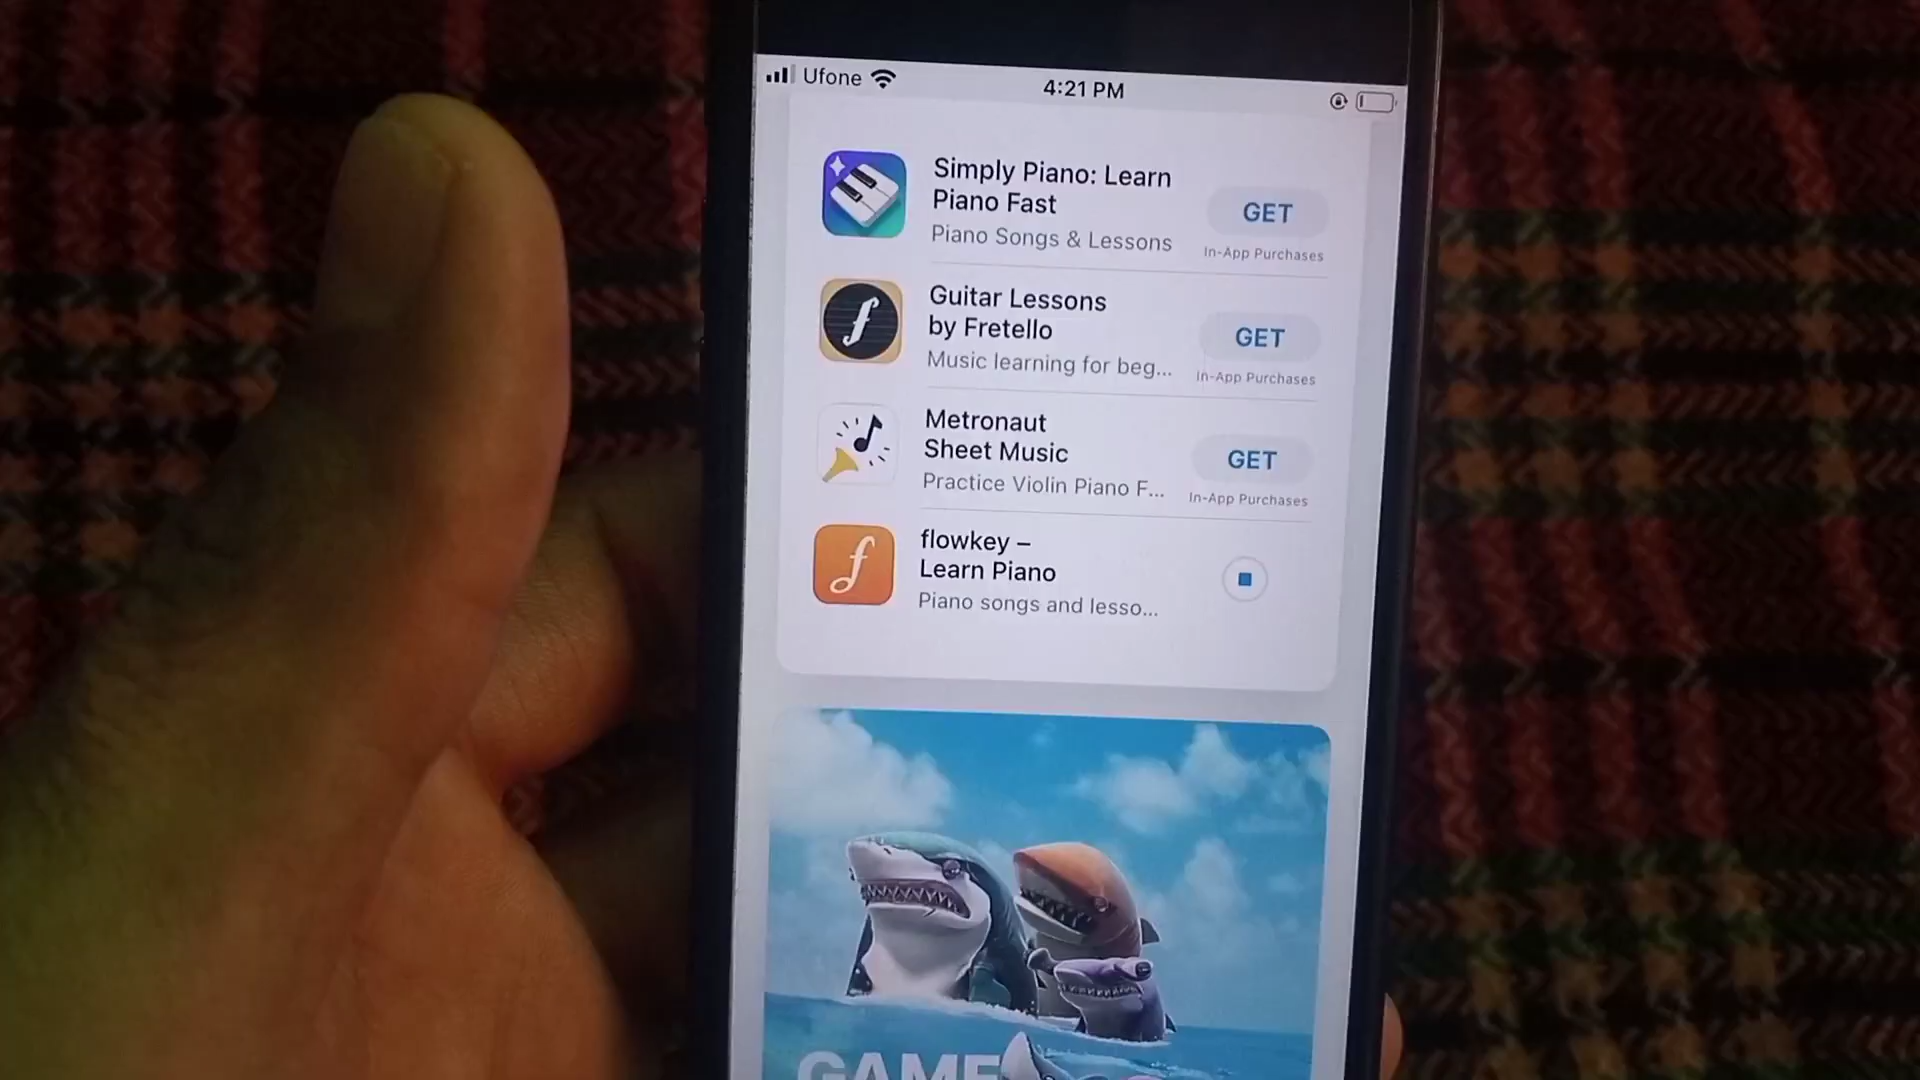 Ufone
4:21 PM
Simply Piano: Learn
Piano Fast
Piano Songs & Lessons
GET
In-App Purchases
Guitar Lessons
by Fretello
Music learning for beg...
GET
In-App Purchases
Metronaut
Sheet Music
Practice Violin Piano F...
GET
In-App Purchases
flowkey –
Learn Piano
Piano songs and lesso...
GAME